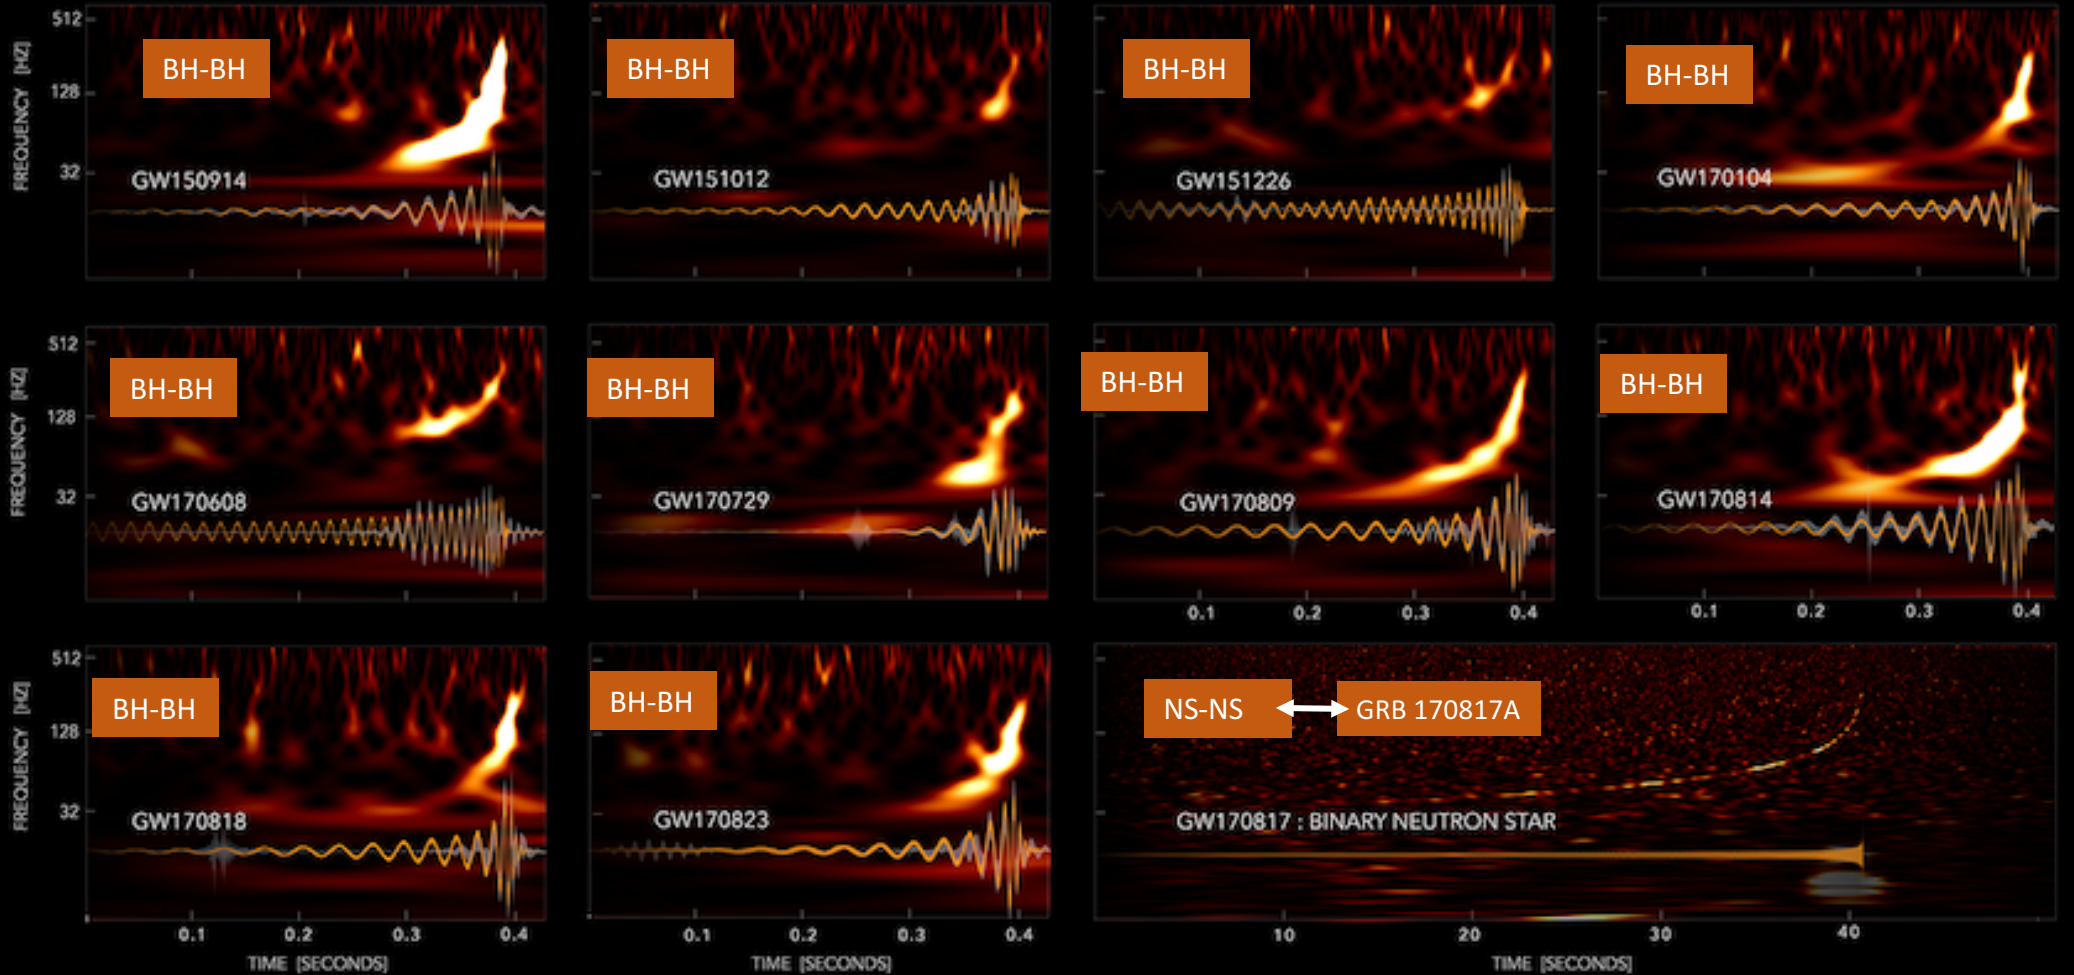 512
FREQUENCY [HZ]
128
32
BH-BH
GW150914
BH-BH
GW151012
BH-BH
GW151226
BH-BH
GW170104
512
FREQUENCY [HZ]
128
32
BH-BH
GW170608
BH-BH
GW170729
BH-BH
GW170809
0.1 0.2 0.3 0.4
BH-BH
GW170814
0.1 0.2 0.3 0.4
512
FREQUENCY [HZ]
128
32
BH-BH
GW170818
0.1 0.2 0.3 0.4
TIME [SECONDS]
BH-BH
GW170823
0.1 0.2 0.3 0.4
TIME [SECONDS]
NS-NS
GRB 170817A
GW170817 : BINARY NEUTRON STAR
10 20 30 40
TIME [SECONDS]